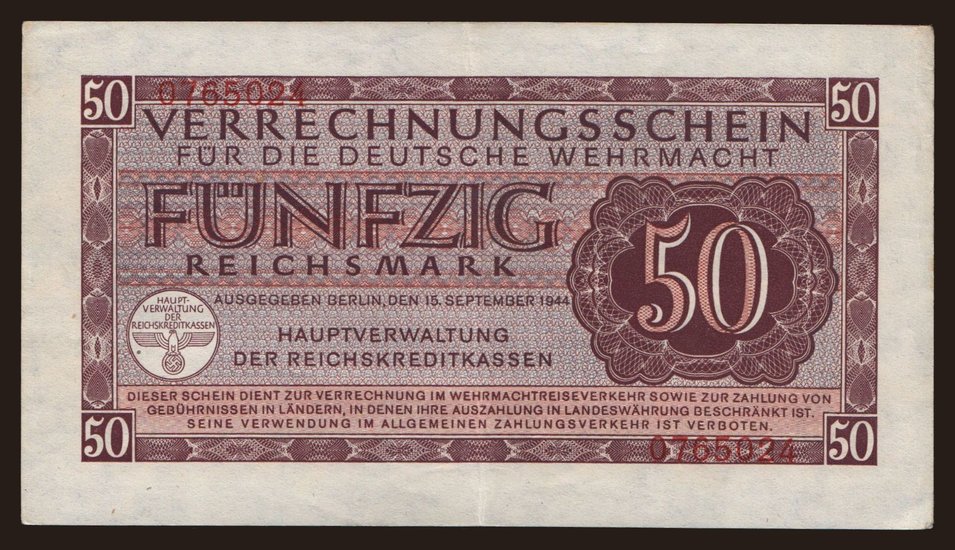 50
0765024
50
VERRECHNUNGSSCHEIN
FÜR DIE DEUTSCHE WEHRMACHT
FÜNFZIG
REICHSMARK
50
HAUPT-
VERWALTUNG
DER
REICHSKREDITKASSEN
AUSGEGEBEN BERLIN, DEN 15. SEPTEMBER 1944
HAUPTVERWALTUNG
DER REICHSKREDITKASSEN
DIESER SCHEIN DIENT ZUR VERRECHNUNG IM WEHRMACHTREISEVERKEHR SOWIE ZUR ZAHLUNG VON
GEBÜHRNISSEN IN LÄNDERN, IN DENEN IHRE AUSZAHLUNG IN LANDESWÄHRUNG BESCHRÄNKT IST.
SEINE VERWENDUNG IM ALLGEMEINEN ZAHLUNGSVERKEHR IST VERBOTEN.
50
0765024
50